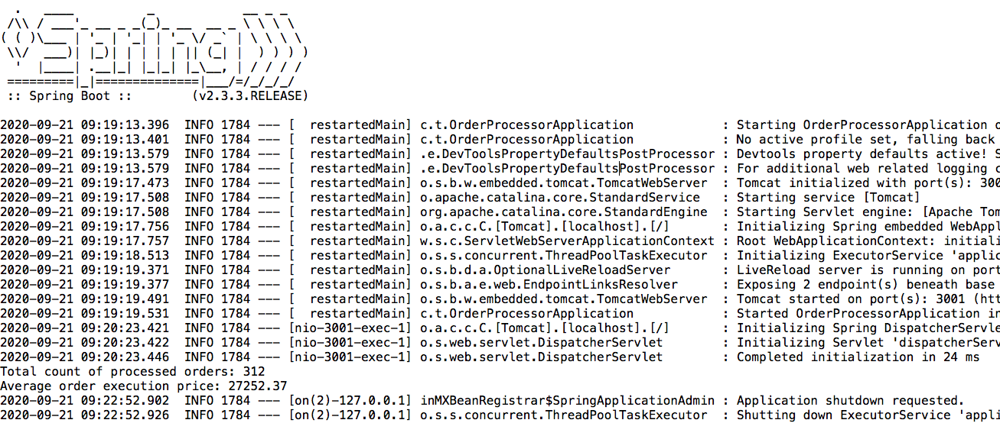 .   ____          _            __ _ _
 /\\ / ___'_ __ _ _(_)_ __  __ _ \ \ \ \
( ( )\___ | '_ | '_| | '_ \/ _` | \ \ \ \
 \\/  ___)| |_)| | | | | || (_| |  ) ) ) )
  '  |____| .__|_| |_|_| |_\__, | / / / /
 =========|_|==============|___/=/_/_/_/
 :: Spring Boot ::        (v2.3.3.RELEASE)
2020-09-21 09:19:13.396  INFO 1784 --- [  restartedMain] c.t.OrderProcessorApplication            : Starting OrderProcessorApplication o
2020-09-21 09:19:13.401  INFO 1784 --- [  restartedMain] c.t.OrderProcessorApplication            : No active profile set, falling back
2020-09-21 09:19:13.579  INFO 1784 --- [  restartedMain] .e.DevToolsPropertyDefaultsPostProcessor : Devtools property defaults active! S
2020-09-21 09:19:13.579  INFO 1784 --- [  restartedMain] .e.DevToolsPropertyDefaultsPostProcessor : For additional web related logging c
2020-09-21 09:19:17.473  INFO 1784 --- [  restartedMain] o.s.b.w.embedded.tomcat.TomcatWebServer  : Tomcat initialized with port(s): 300
2020-09-21 09:19:17.508  INFO 1784 --- [  restartedMain] o.apache.catalina.core.StandardService   : Starting service [Tomcat]
2020-09-21 09:19:17.508  INFO 1784 --- [  restartedMain] org.apache.catalina.core.StandardEngine  : Starting Servlet engine: [Apache Tom
2020-09-21 09:19:17.756  INFO 1784 --- [  restartedMain] o.a.c.c.C.[Tomcat].[localhost].[/]       : Initializing Spring embedded WebAppl
2020-09-21 09:19:17.757  INFO 1784 --- [  restartedMain] w.s.c.ServletWebServerApplicationContext : Root WebApplicationContext: initiali
2020-09-21 09:19:18.513  INFO 1784 --- [  restartedMain] o.s.s.concurrent.ThreadPoolTaskExecutor  : Initializing ExecutorService 'applic
2020-09-21 09:19:19.371  INFO 1784 --- [  restartedMain] o.s.b.d.a.OptionalLiveReloadServer       : LiveReload server is running on port
2020-09-21 09:19:19.377  INFO 1784 --- [  restartedMain] o.s.b.a.e.web.EndpointLinksResolver      : Exposing 2 endpoint(s) beneath base
2020-09-21 09:19:19.491  INFO 1784 --- [  restartedMain] o.s.b.w.embedded.tomcat.TomcatWebServer  : Tomcat started on port(s): 3001 (htt
2020-09-21 09:19:19.531  INFO 1784 --- [  restartedMain] c.t.OrderProcessorApplication            : Started OrderProcessorApplication in
2020-09-21 09:20:23.421  INFO 1784 --- [nio-3001-exec-1] o.a.c.c.C.[Tomcat].[localhost].[/]       : Initializing Spring DispatcherServle
2020-09-21 09:20:23.422  INFO 1784 --- [nio-3001-exec-1] o.s.web.servlet.DispatcherServlet        : Initializing Servlet 'dispatcherServ
2020-09-21 09:20:23.446  INFO 1784 --- [nio-3001-exec-1] o.s.web.servlet.DispatcherServlet        : Completed initialization in 24 ms
Total count of processed orders: 312
Average order execution price: 27252.37
2020-09-21 09:22:52.902  INFO 1784 --- [on(2)-127.0.0.1] inMXBeanRegistrar$SpringApplicationAdmin : Application shutdown requested.
2020-09-21 09:22:52.926  INFO 1784 --- [on(2)-127.0.0.1] o.s.s.concurrent.ThreadPoolTaskExecutor  : Shutting down ExecutorService 'appli